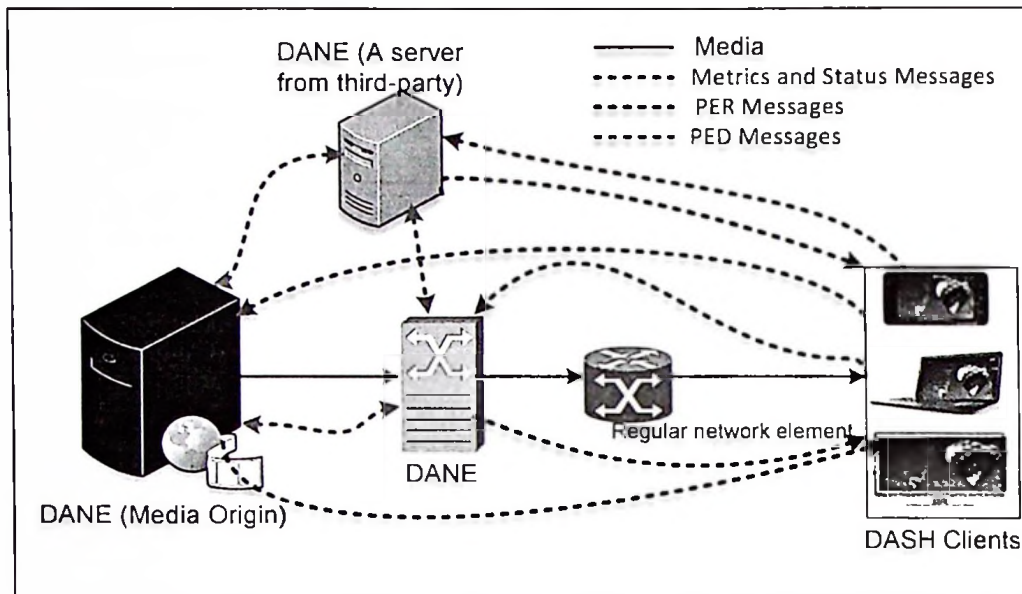 DANE (A server
from third-party)
Media
Metrics and Status Messages
PER Messages
PED Messages
Regular network element
DANE
DANE (Media Origin)
DASH Clients